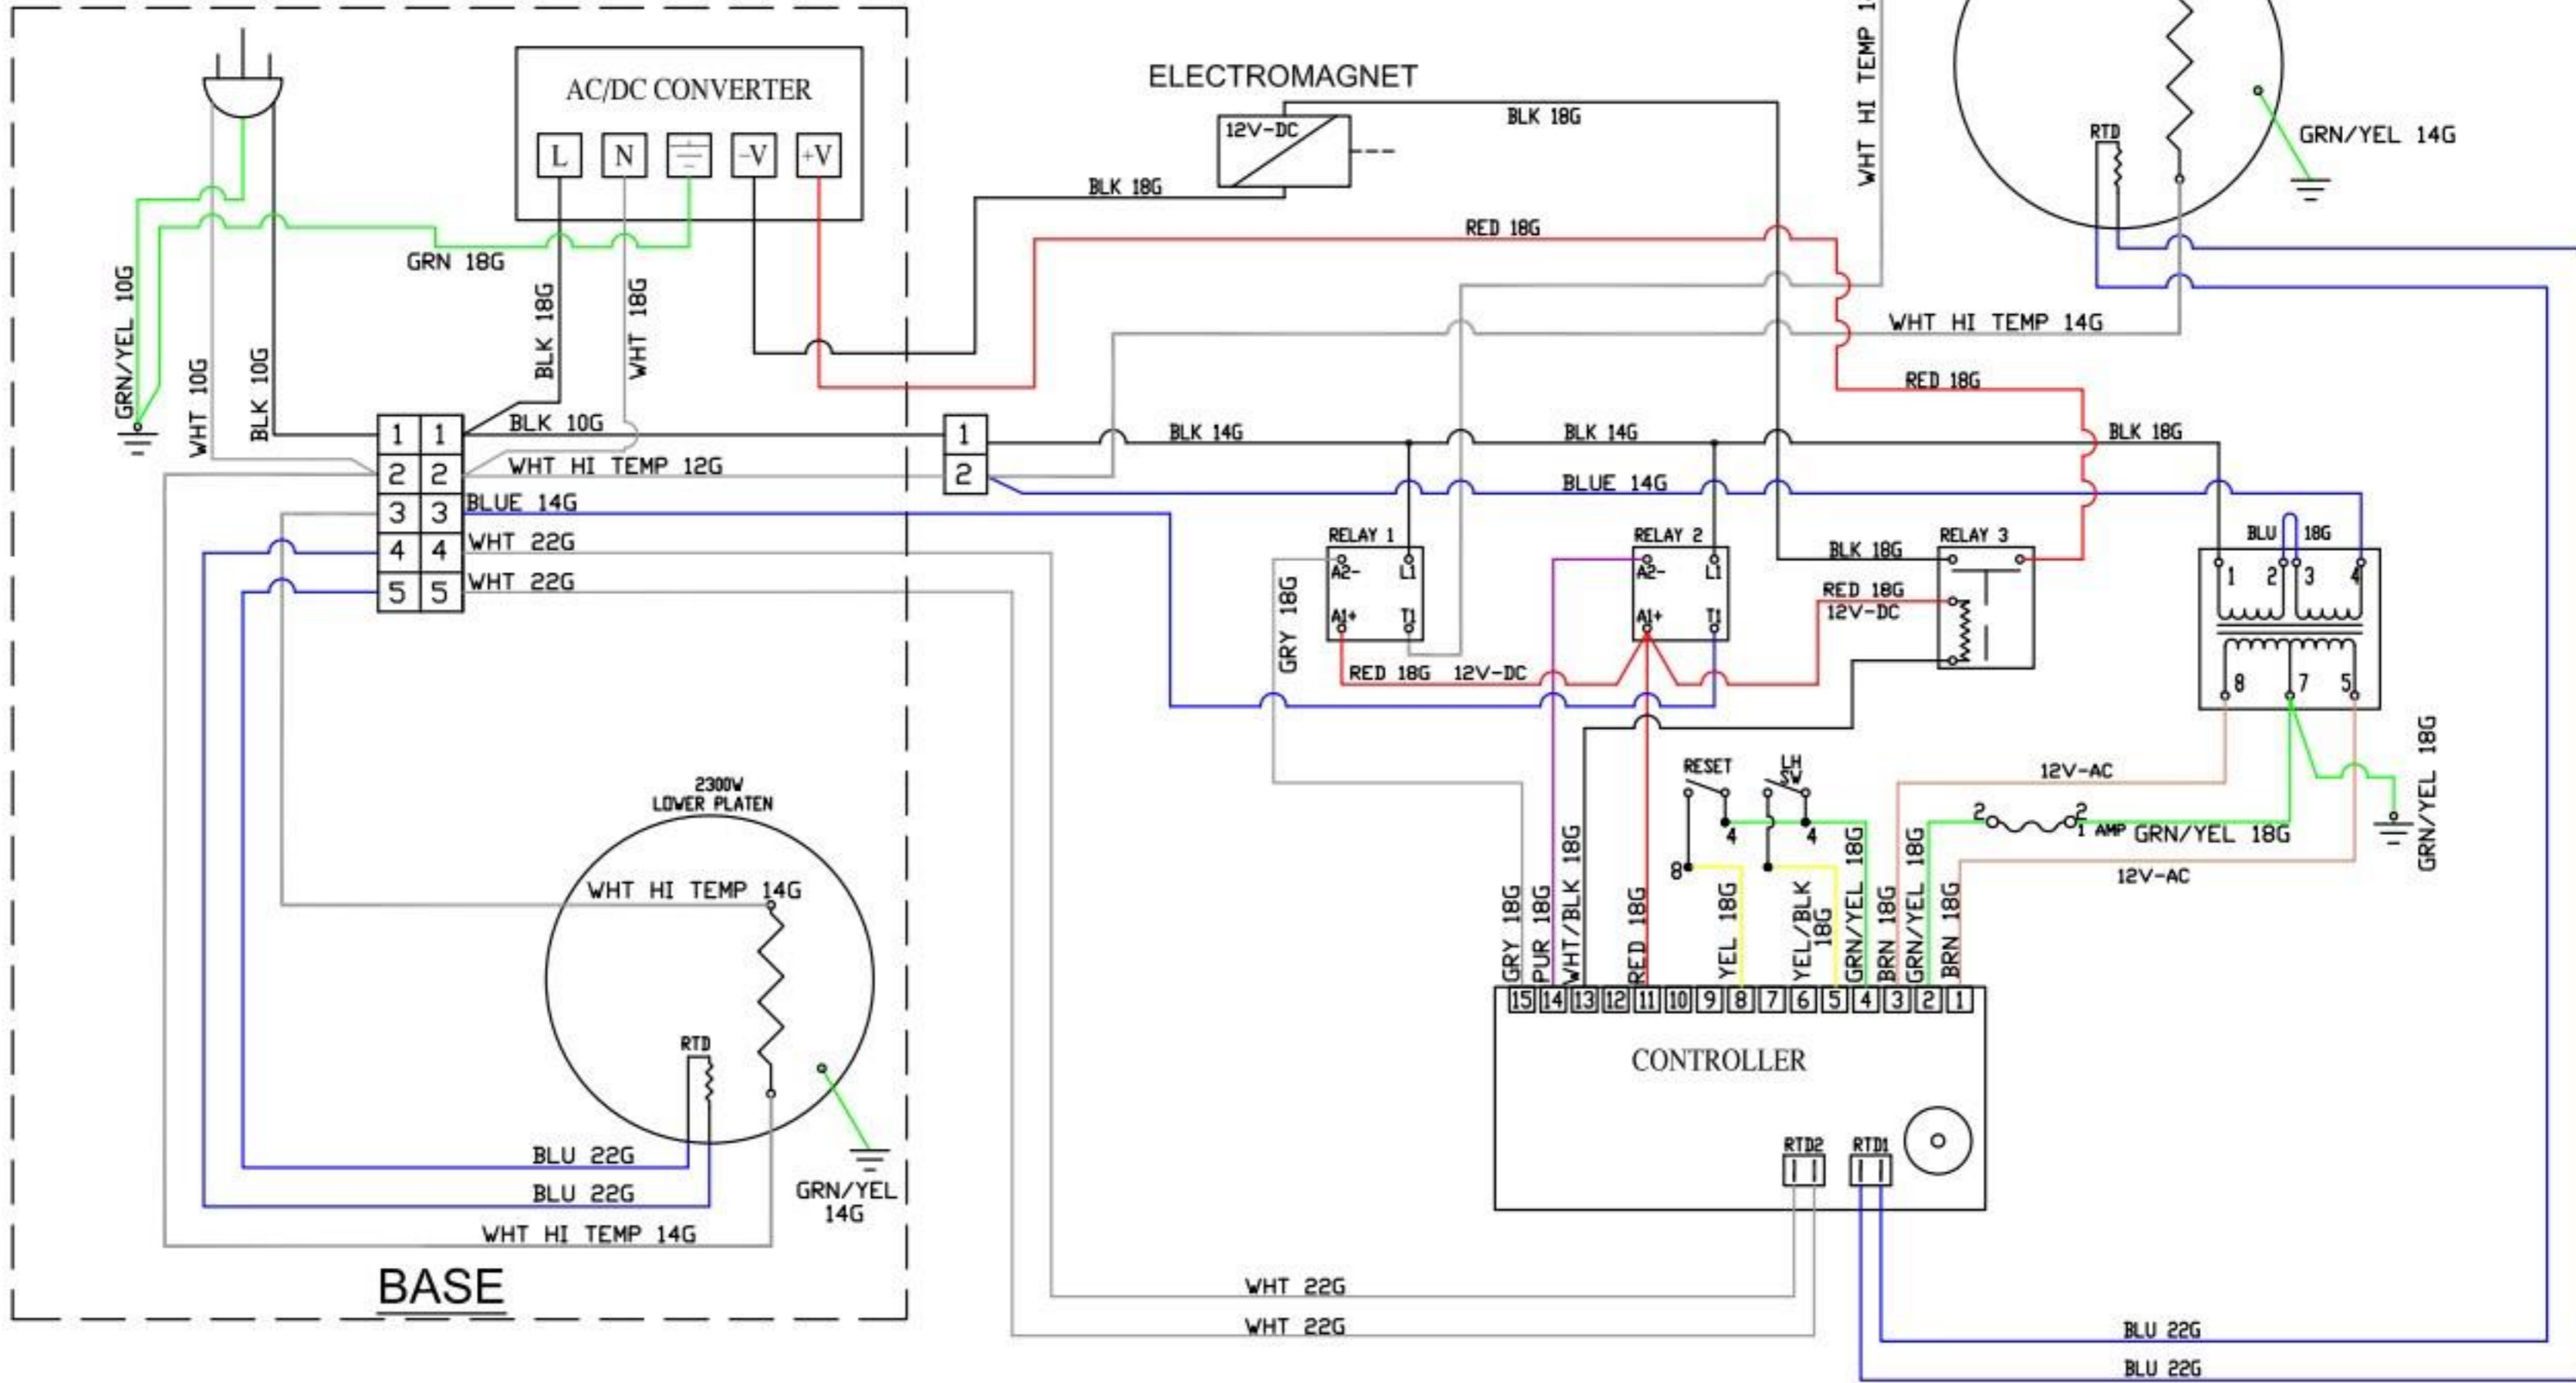 AC/DC CONVERTER
L N -V +V
GRN 18G
GRN/YEL 10G
WHT 10G
BLK 10G
BLK 18G
WHT 18G
ELECTROMAGNET
12V-DC
BLK 18G
BLK 18G
RED 18G
WHT HI TEMP
RTD
GRN/YEL 14G
WHT HI TEMP 14G
RED 18G
1 1
2 2
3 3
4 4
5 5
BLK 10G
WHT HI TEMP 12G
BLUE 14G
WHT 22G
WHT 22G
1
2
BLK 14G
BLK 14G
BLK 18G
BLUE 14G
RELAY 1
A2- L1
A1+ T1
GRY 18G
RED 18G 12V-DC
RELAY 2
A2- L1
A1+ T1
RELAY 3
BLK 18G
RED 18G
12V-DC
BLU 18G
1 2 3 4
8 7 5
GRN/YEL 18G
12V-AC
2 2
1 AMP GRN/YEL 18G
12V-AC
RESET
LH
SW
4
4
8
GRY 18G
PUR 18G
WHT/BLK 18G
RED 18G
YEL 18G
YEL/BLK
18G
GRN/YEL 18G
BRN 18G
GRN/YEL 18G
BRN 18G
15 14 13 12 11 10 9 8 7 6 5 4 3 2 1
CONTROLLER
RTD2 RTD1
2300W
LOWER PLATEN
WHT HI TEMP 14G
RTD
BLU 22G
BLU 22G
GRN/YEL
14G
WHT HI TEMP 14G
BASE
WHT 22G
WHT 22G
BLU 22G
BLU 22G